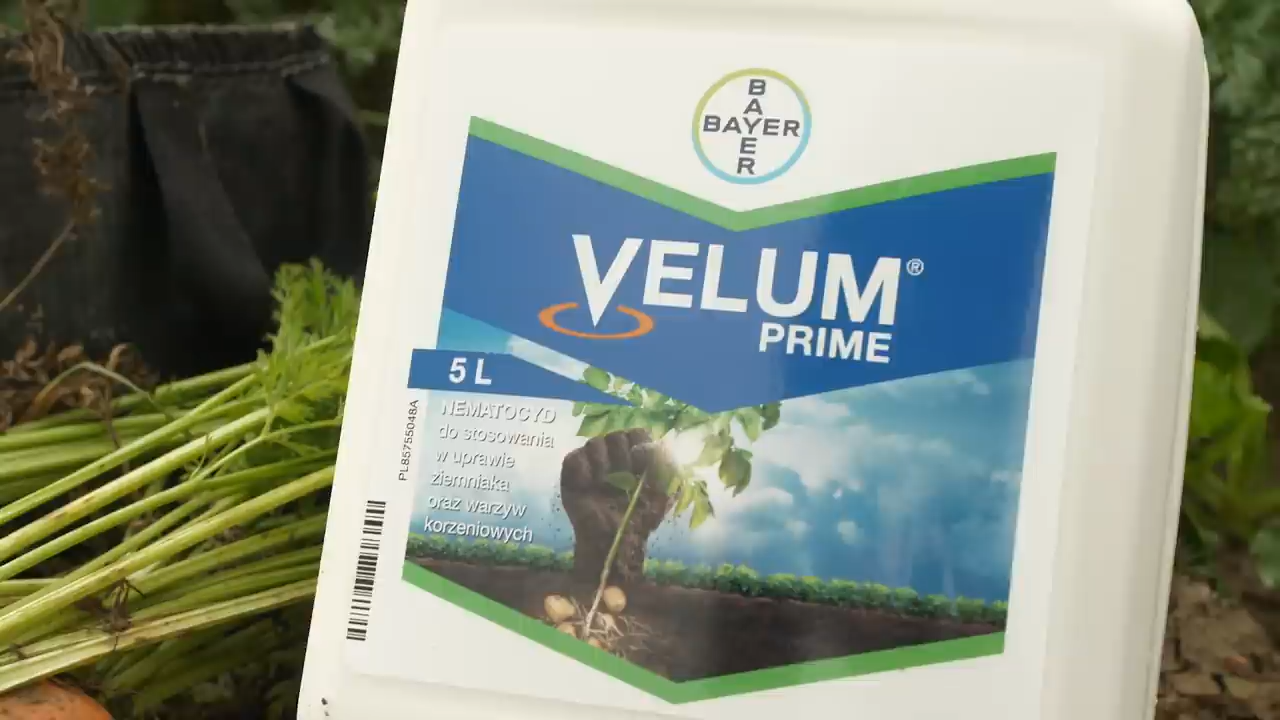 BAYER
BAYER
VELUM®
PRIME
5 L
NEMATOCYD
do stosowania
w uprawie
ziemniaka
oraz warzyw
korzeniowych
PL85755048A